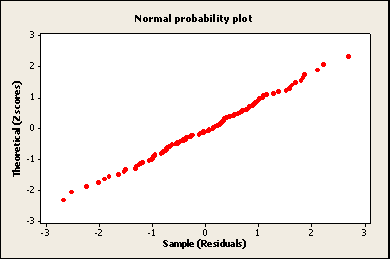 Normal probability plot
3
2
1
0
-1
-2
-3
Theoretical (Z scores)
-3 -2 -1 0 1 2 3
Sample (Residuals)